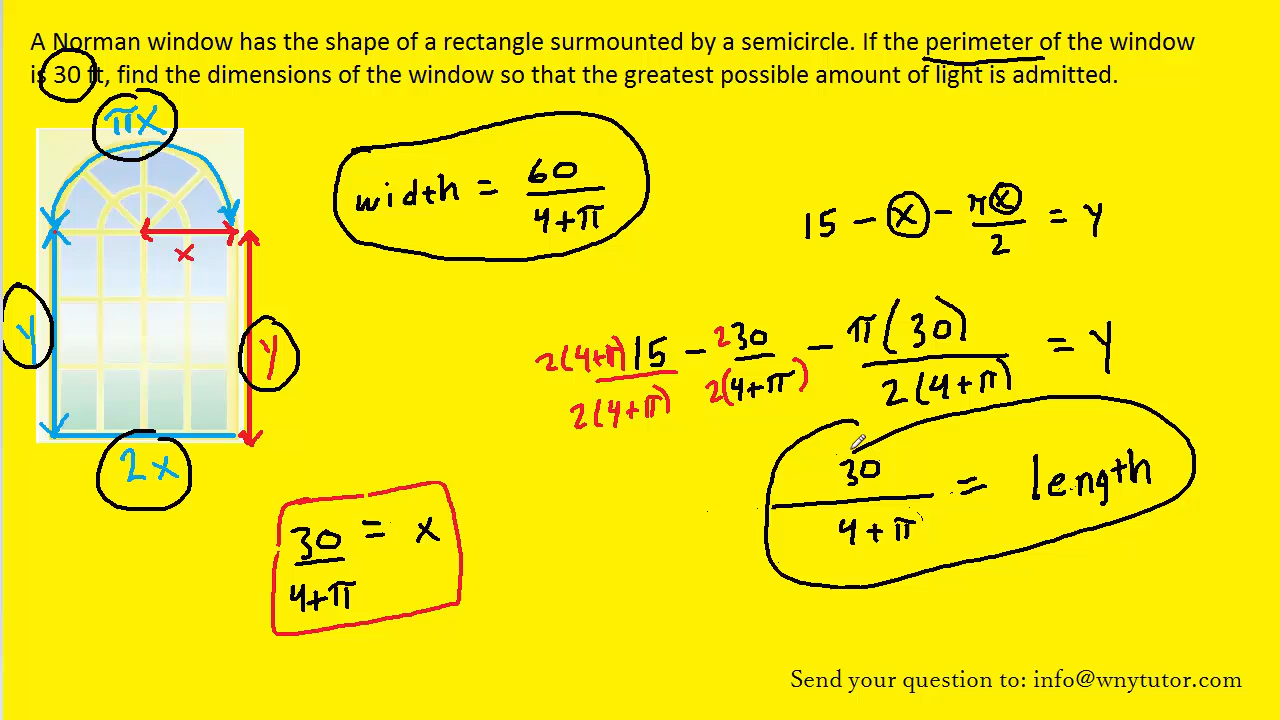 A Norman window has the shape of a rectangle surmounted by a semicircle. If the perimeter of the window
is 30 ft, find the dimensions of the window so that the greatest possible amount of light is admitted.
πx
x
y
y
2x
width = 60/(4+π)
30/(4+π) = x
15 - x - πx/2 = y
2(4+π)15/2(4+π) - 2·30/2(4+π) - π(30)/2(4+π) = y
30/(4+π) = length
Send your question to: info@wnytutor.com